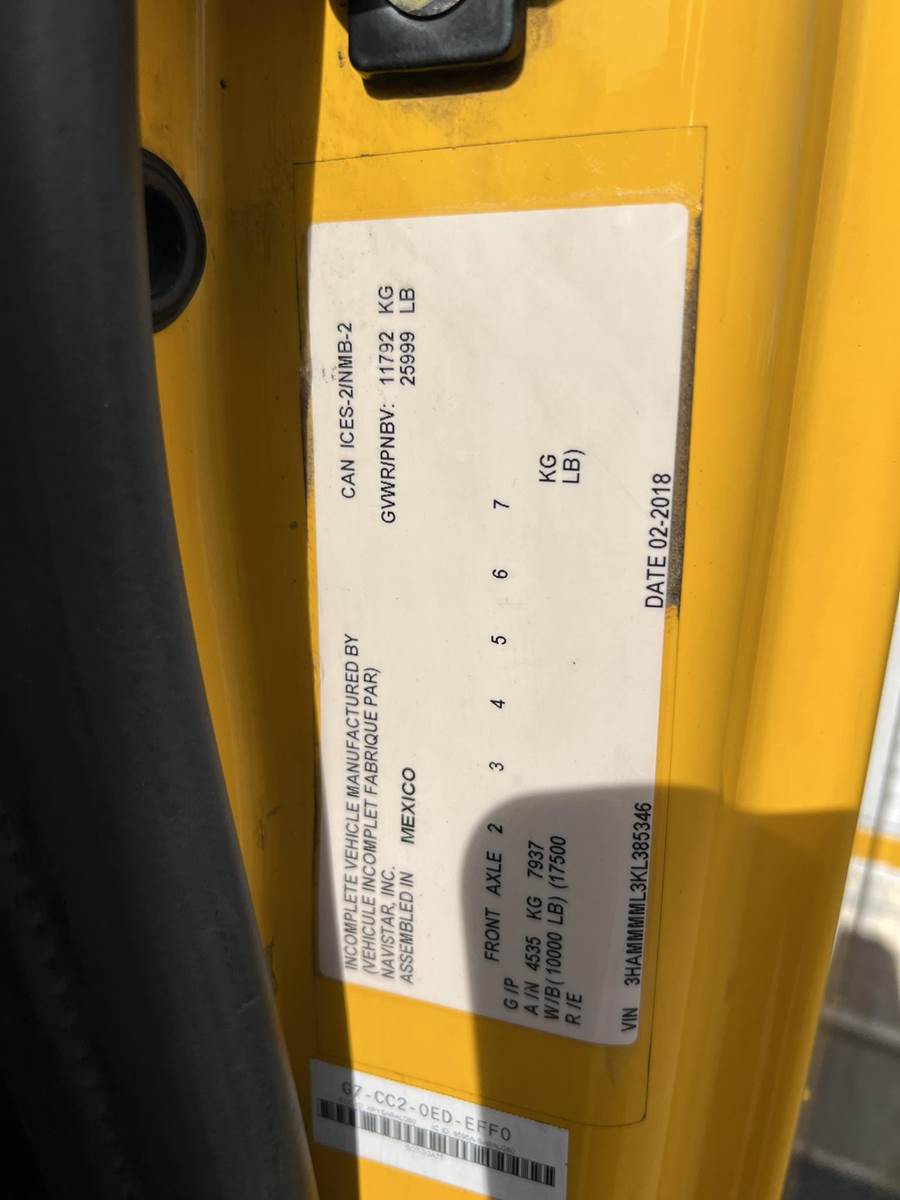 INCOMPLETE VEHICLE MANUFACTURED BY
(VEHICULE INCOMPLET FABRIQUE PAR)
NAVISTAR, INC.
ASSEMBLED IN MEXICO
CAN ICES-2/NMB-2
GVWR/PNBV: 11792 KG
25999 LB
FRONT AXLE 2 3 4 5 6 7
G/P
A/N 4535 KG 7937 KG
W/B (10000 LB) (17500 LB)
R/E
VIN 3HAMMMML3KL385346 DATE 02-2018
G7-CC2-0ED-EFF0